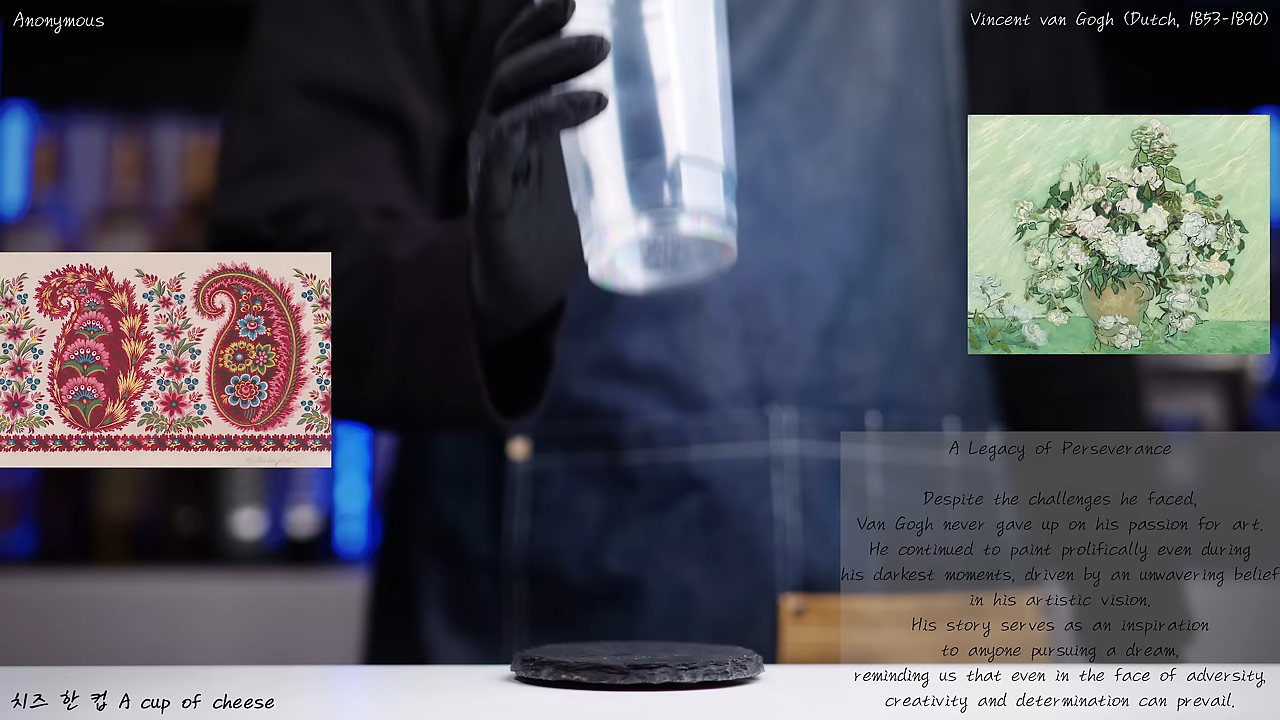 Anonymous
Vincent van Gogh (Dutch, 1853-1890)
A Legacy of Perseverance
Despite the challenges he faced,
Van Gogh never gave up on his passion for art.
He continued to paint prolifically even during
his darkest moments, driven by an unwavering belief
in his artistic vision.
His story serves as an inspiration
to anyone pursuing a dream,
reminding us that even in the face of adversity,
creativity and determination can prevail.
치즈 한 컵 A cup of cheese